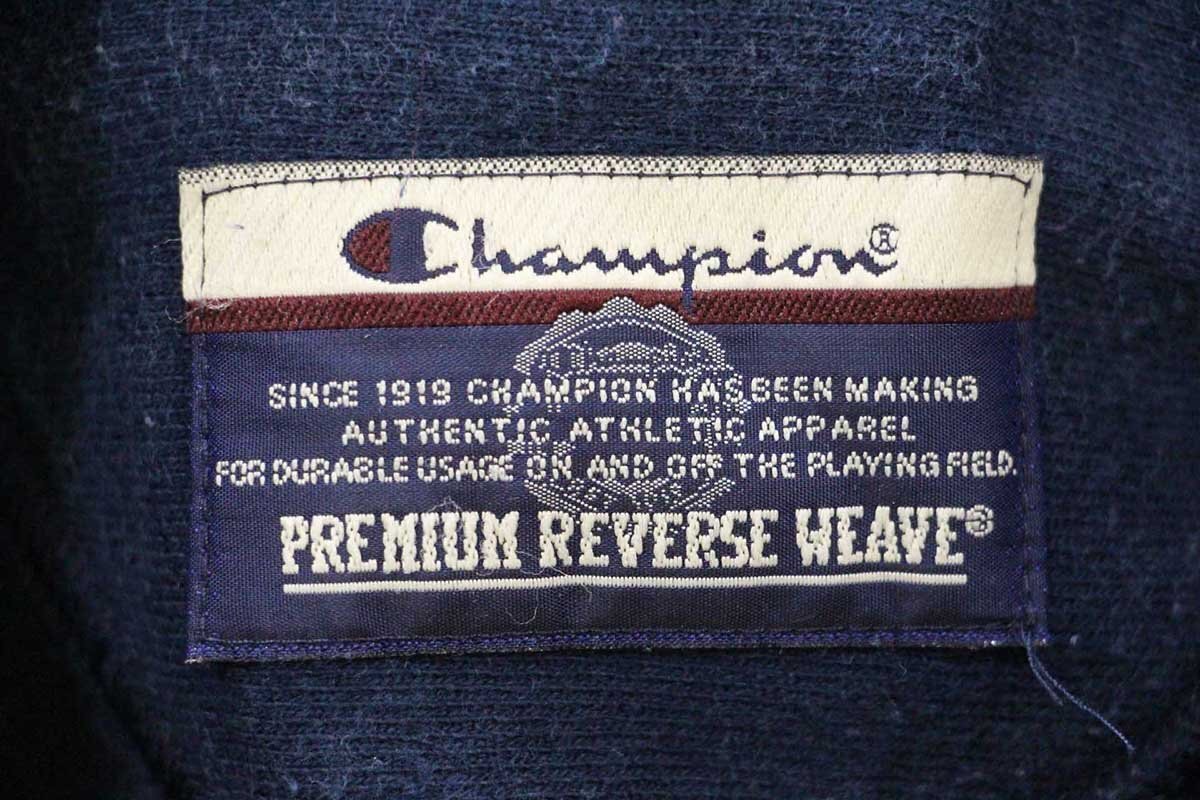 Champion®
SINCE 1919 CHAMPION HAS BEEN MAKING
AUTHENTIC ATHLETIC APPAREL
FOR DURABLE USAGE ON AND OFF THE PLAYING FIELD.
PREMIUM REVERSE WEAVE®